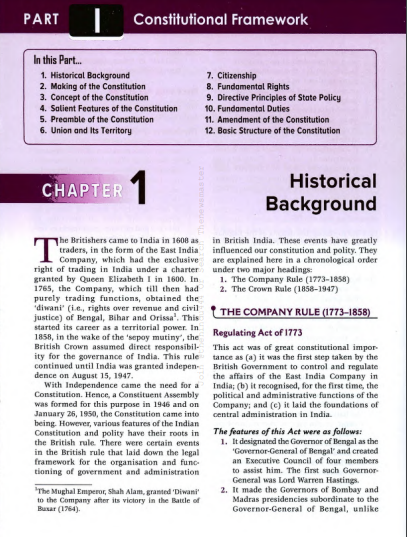 PART I Constitutional Framework
In this Part...
1. Historical Background
2. Making of the Constitution
3. Concept of the Constitution
4. Salient Features of the Constitution
5. Preamble of the Constitution
6. Union and Its Territory
7. Citizenship
8. Fundamental Rights
9. Directive Principles of State Policy
10. Fundamental Duties
11. Amendment of the Constitution
12. Basic Structure of the Constitution
CHAPTER 1
Historical
Background
The Britishers came to India in 1608 as
traders, in the form of the East India
Company, which had the exclusive
right of trading in India under a charter
granted by Queen Elizabeth I in 1600. In
1765, the Company, which till then had
purely trading functions, obtained the
'diwani' (i.e., rights over revenue and civil
justice) of Bengal, Bihar and Orissa¹. This
started its career as a territorial power. In
1858, in the wake of the 'sepoy mutiny', the
British Crown assumed direct responsibil-
ity for the governance of India. This rule
continued until India was granted indepen-
dence on August 15, 1947.
With Independence came the need for a
Constitution. Hence, a Constituent Assembly
was formed for this purpose in 1946 and on
January 26, 1950, the Constitution came into
being. However, various features of the Indian
Constitution and polity have their roots in
the British rule. There were certain events
in the British rule that laid down the legal
framework for the organisation and func-
tioning of government and administration
¹The Mughal Emperor, Shah Alam, granted 'Diwani'
to the Company after its victory in the Battle of
Buxar (1764).
in British India. These events have greatly
influenced our constitution and polity. They
are explained here in a chronological order
under two major headings:
1. The Company Rule (1773–1858)
2. The Crown Rule (1858–1947)
THE COMPANY RULE (1773–1858)
Regulating Act of 1773
This act was of great constitutional impor-
tance as (a) it was the first step taken by the
British Government to control and regulate
the affairs of the East India Company in
India; (b) it recognised, for the first time, the
political and administrative functions of the
Company; and (c) it laid the foundations of
central administration in India.
The features of this Act were as follows:
1. It designated the Governor of Bengal as the
'Governor-General of Bengal' and created
an Executive Council of four members
to assist him. The first such Governor-
General was Lord Warren Hastings.
2. It made the Governors of Bombay and
Madras presidencies subordinate to the
Governor-General of Bengal, unlike